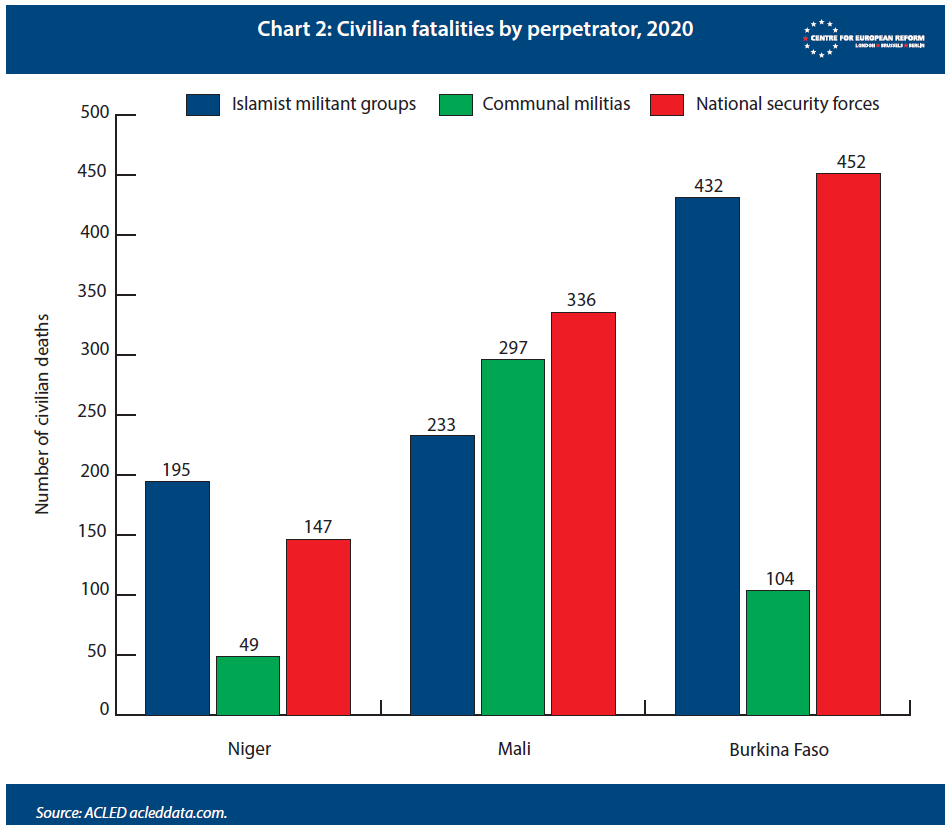 Chart 2: Civilian fatalities by perpetrator, 2020
CENTRE FOR EUROPEAN REFORM
LONDON BRUSSELS BERLIN
Islamist militant groups
Communal militias
National security forces
Number of civilian deaths
500
450
400
350
300
250
200
150
100
50
0
195
49
147
233
297
336
432
104
452
Niger
Mali
Burkina Faso
Source: ACLED acleddata.com.